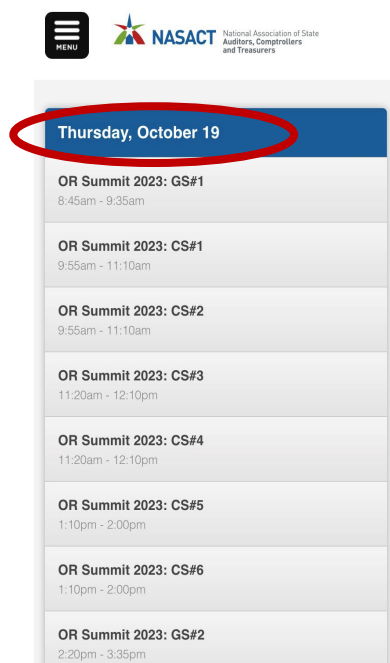 MENU
NASACT
National Association of State
Auditors, Comptrollers
and Treasurers
Thursday, October 19
OR Summit 2023: GS#1
8:45am - 9:35am
OR Summit 2023: CS#1
9:55am - 11:10am
OR Summit 2023: CS#2
9:55am - 11:10am
OR Summit 2023: CS#3
11:20am - 12:10pm
OR Summit 2023: CS#4
11:20am - 12:10pm
OR Summit 2023: CS#5
1:10pm - 2:00pm
OR Summit 2023: CS#6
1:10pm - 2:00pm
OR Summit 2023: GS#2
2:20pm - 3:35pm